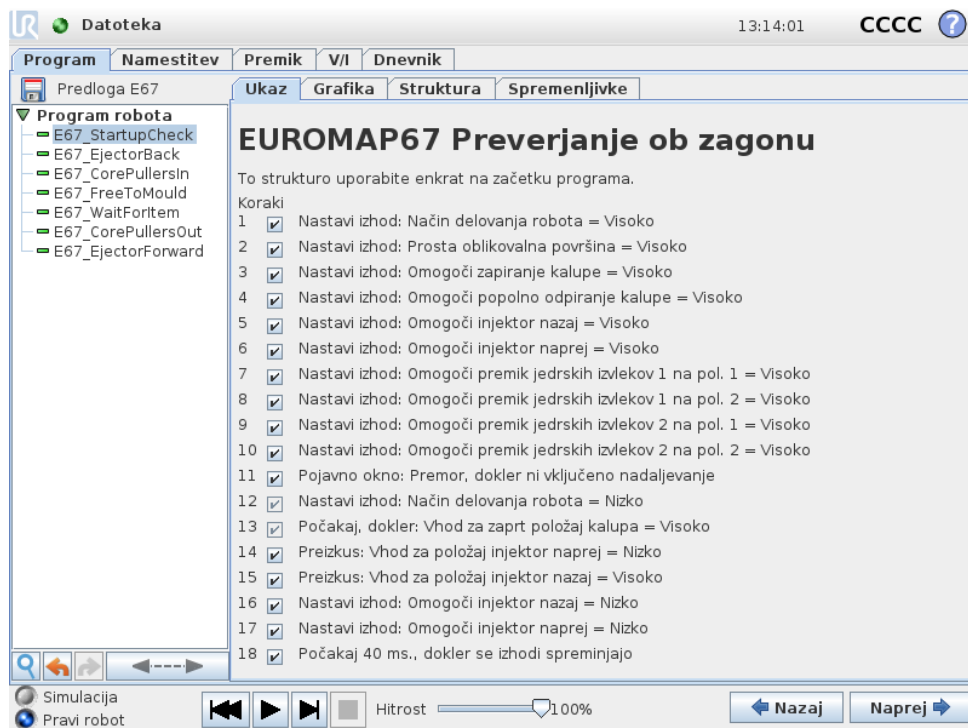 UR Datoteka 13:14:01 CCCC ?
Program Namestitev Premik V/I Dnevnik
Predloga E67
Ukaz Grafika Struktura Spremenljivke
Program robota
E67_StartupCheck
E67_EjectorBack
E67_CorePullersIn
E67_FreeToMould
E67_WaitForItem
E67_CorePullersOut
E67_EjectorForward
EUROMAP67 Preverjanje ob zagonu
To strukturo uporabite enkrat na začetku programa.
Koraki
1 Nastavi izhod: Način delovanja robota = Visoko
2 Nastavi izhod: Prosta oblikovalna površina = Visoko
3 Nastavi izhod: Omogoči zapiranje kalupe = Visoko
4 Nastavi izhod: Omogoči popolno odpiranje kalupe = Visoko
5 Nastavi izhod: Omogoči injektor nazaj = Visoko
6 Nastavi izhod: Omogoči injektor naprej = Visoko
7 Nastavi izhod: Omogoči premik jedrskih izvlekov 1 na pol. 1 = Visoko
8 Nastavi izhod: Omogoči premik jedrskih izvlekov 1 na pol. 2 = Visoko
9 Nastavi izhod: Omogoči premik jedrskih izvlekov 2 na pol. 1 = Visoko
10 Nastavi izhod: Omogoči premik jedrskih izvlekov 2 na pol. 2 = Visoko
11 Pojavno okno: Premor, dokler ni vključeno nadaljevanje
12 Nastavi izhod: Način delovanja robota = Nizko
13 Počakaj, dokler: Vhod za zaprt položaj kalupa = Visoko
14 Preizkus: Vhod za položaj injektor naprej = Nizko
15 Preizkus: Vhod za položaj injektor nazaj = Visoko
16 Nastavi izhod: Omogoči injektor nazaj = Nizko
17 Nastavi izhod: Omogoči injektor naprej = Nizko
18 Počakaj 40 ms., dokler se izhodi spreminjajo
Simulacija
Pravi robot
Hitrost 100%
Nazaj Naprej